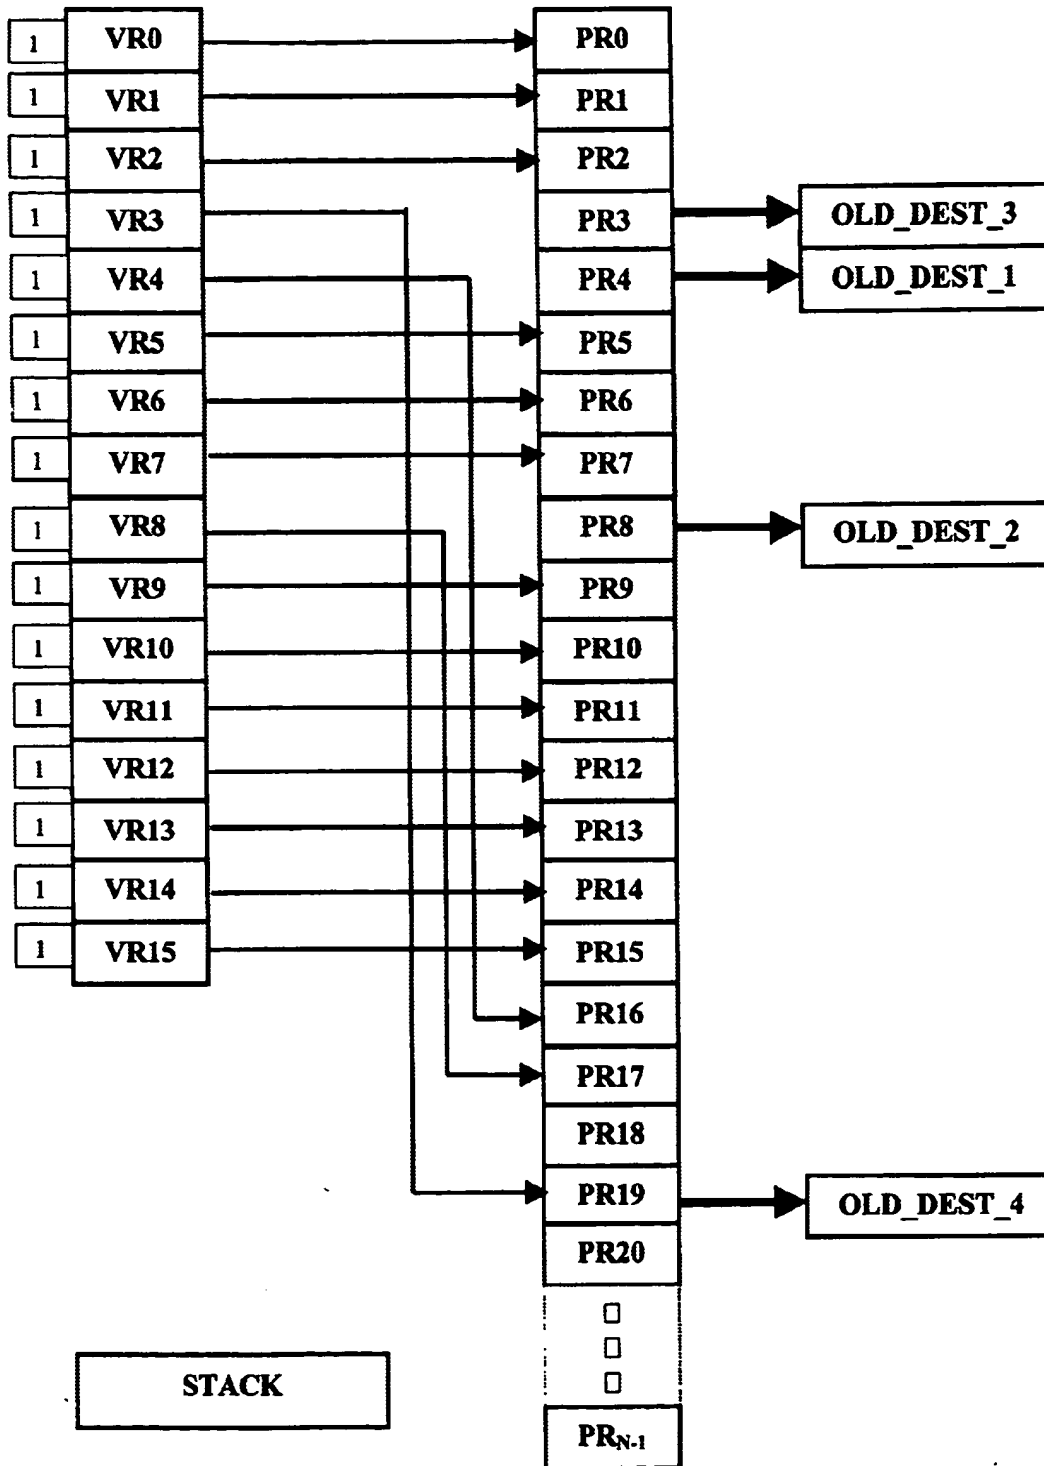 1 VR0 PR0
1 VR1 PR1
1 VR2 PR2
1 VR3 PR3 OLD_DEST_3
1 VR4 PR4 OLD_DEST_1
1 VR5 PR5
1 VR6 PR6
1 VR7 PR7
1 VR8 PR8 OLD_DEST_2
1 VR9 PR9
1 VR10 PR10
1 VR11 PR11
1 VR12 PR12
1 VR13 PR13
1 VR14 PR14
1 VR15 PR15
PR16
PR17
PR18
PR19 OLD_DEST_4
PR20
STACK
PRN-1